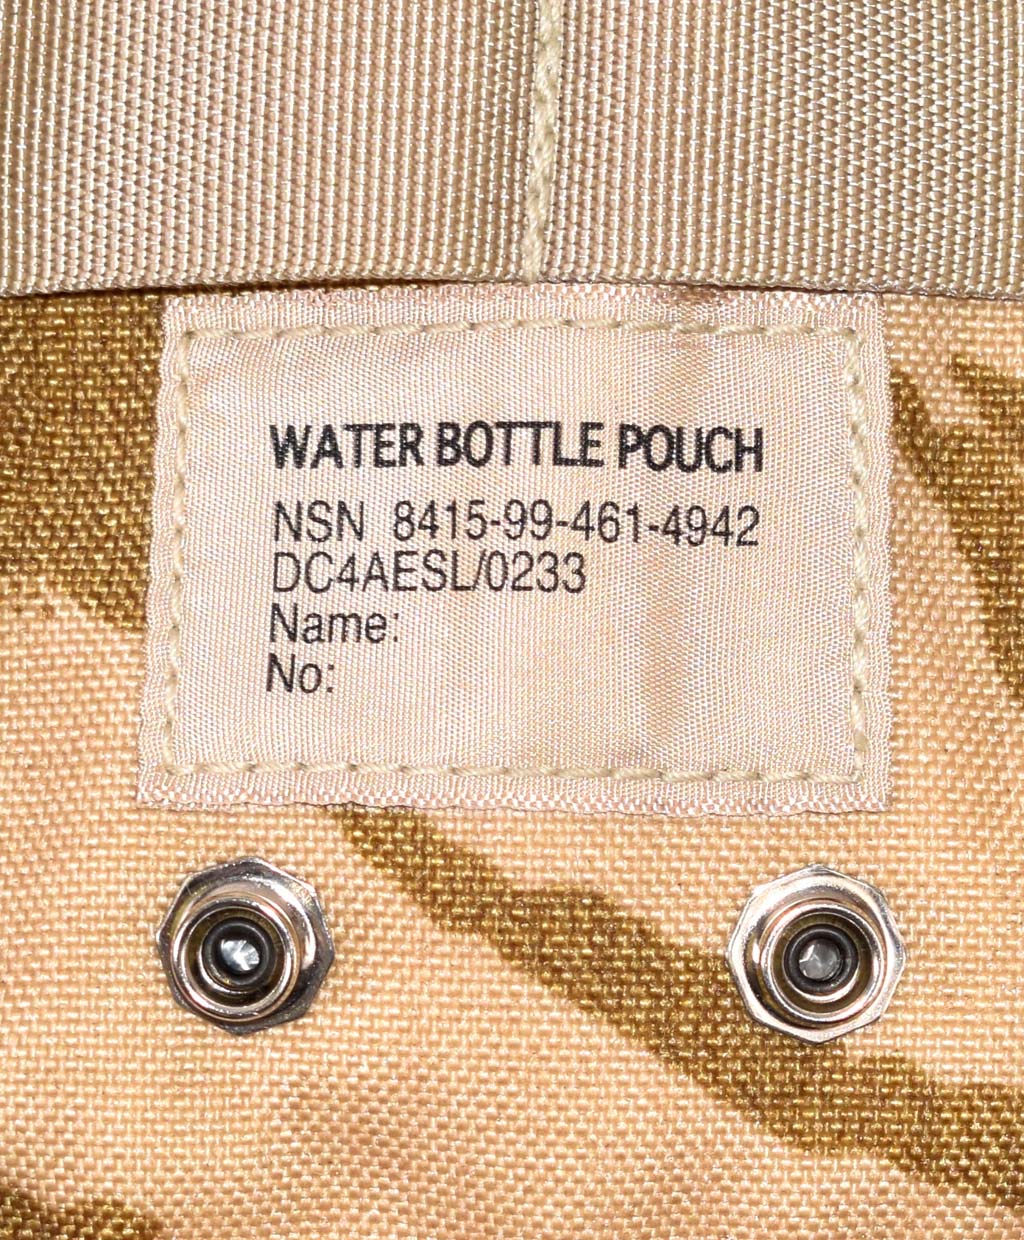 WATER BOTTLE POUCH
NSN 8415-99-461-4942
DC4AESL/0233
Name:
No: